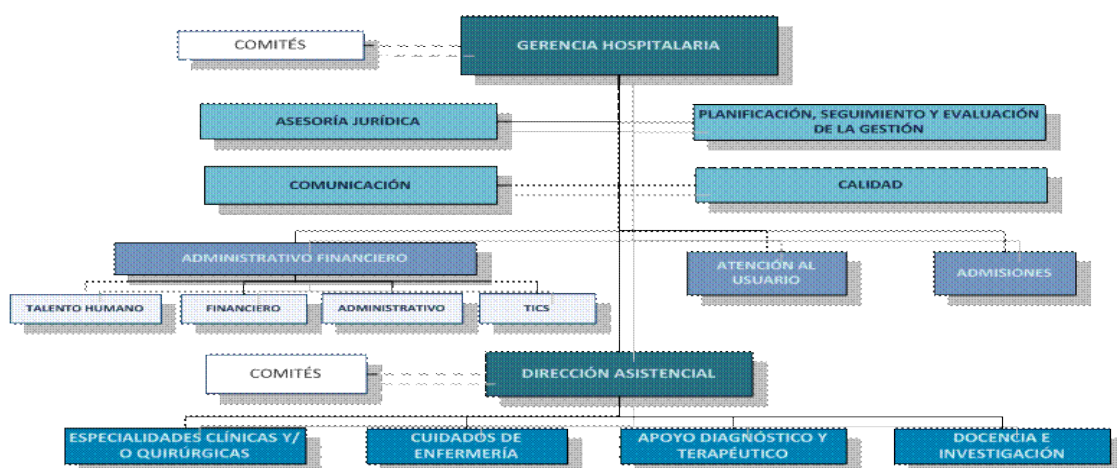 COMITÉS
GERENCIA HOSPITALARIA
ASESORÍA JURÍDICA
PLANIFICACIÓN, SEGUIMIENTO Y EVALUACIÓN
DE LA GESTIÓN
COMUNICACIÓN
CALIDAD
ADMINISTRATIVO FINANCIERO
ATENCIÓN AL
USUARIO
ADMISIONES
TALENTO HUMANO
FINANCIERO
ADMINISTRATIVO
TICS
COMITÉS
DIRECCIÓN ASISTENCIAL
ESPECIALIDADES CLÍNICAS Y/
O QUIRÚRGICAS
CUIDADOS DE
ENFERMERÍA
APOYO DIAGNÓSTICO Y
TERAPÉUTICO
DOCENCIA E
INVESTIGACIÓN